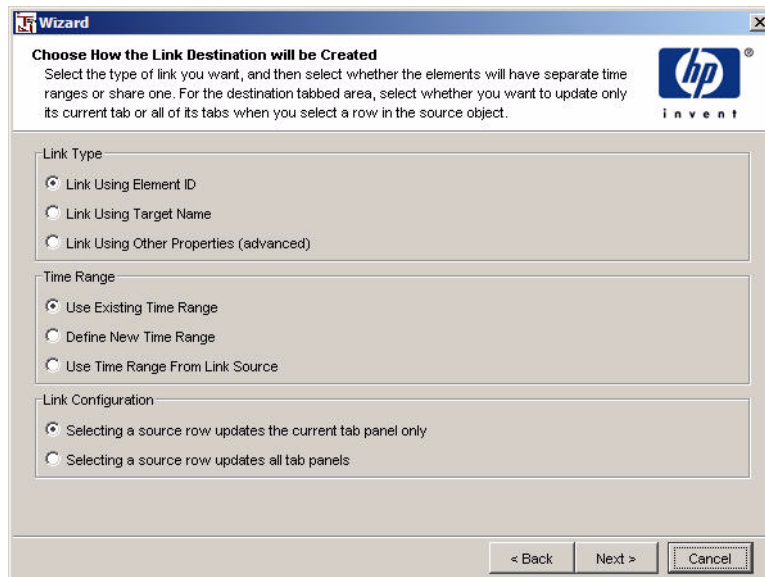 Wizard
Choose How the Link Destination will be Created
Select the type of link you want, and then select whether the elements will have separate time
ranges or share one. For the destination tabbed area, select whether you want to update only
its current tab or all of its tabs when you select a row in the source object.
hp ®
invent
Link Type
Link Using Element ID
Link Using Target Name
Link Using Other Properties (advanced)
Time Range
Use Existing Time Range
Define New Time Range
Use Time Range From Link Source
Link Configuration
Selecting a source row updates the current tab panel only
Selecting a source row updates all tab panels
< Back Next > Cancel